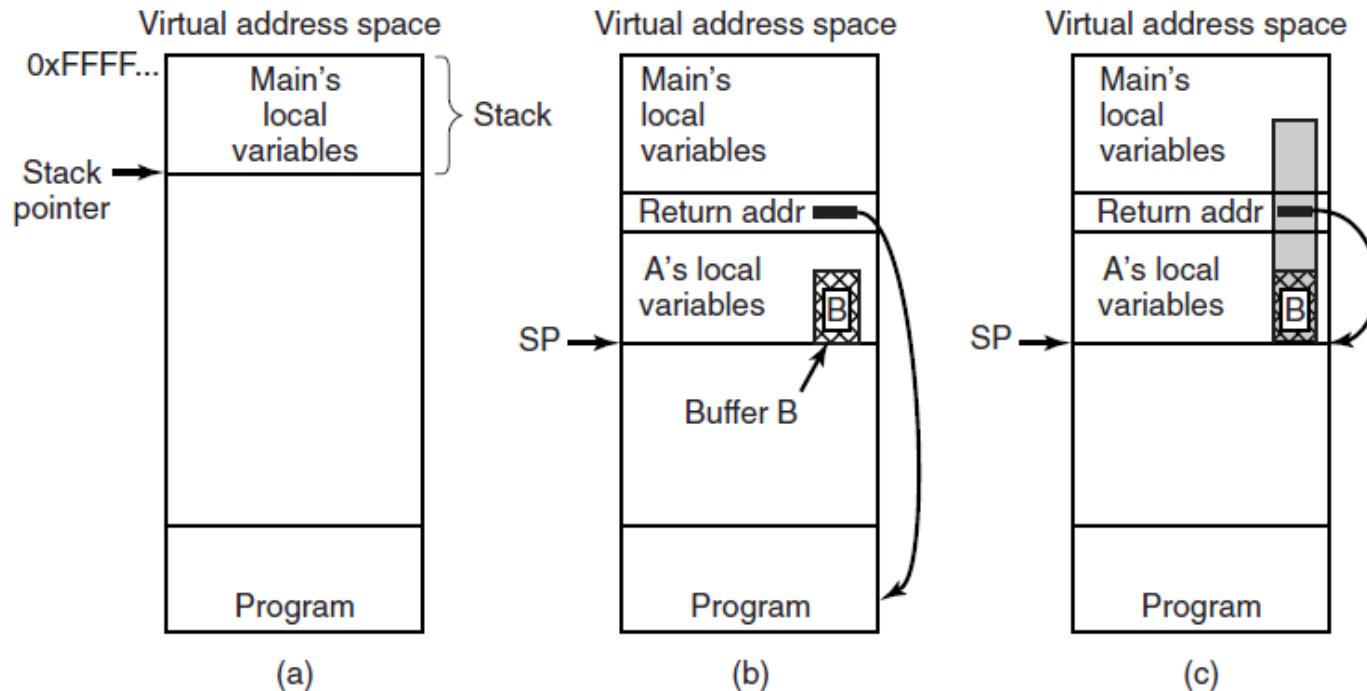 Virtual address space
0xFFFF...
Main's
local
variables
Stack
Stack
pointer
Program
(a)
Virtual address space
Main's
local
variables
Return addr
A's local
variables
B
SP
Buffer B
Program
(b)
Virtual address space
Main's
local
variables
Return addr
A's local
variables
B
SP
Program
(c)